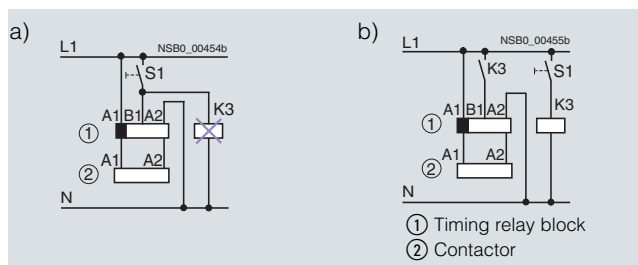 a)
L1
NSB0_00454b
S1
A1 B1 A2
K3
①
A1 A2
②
N
b)
L1
NSB0_00455b
K3
S1
A1 B1 A2
K3
①
A1 A2
②
N
① Timing relay block
② Contactor